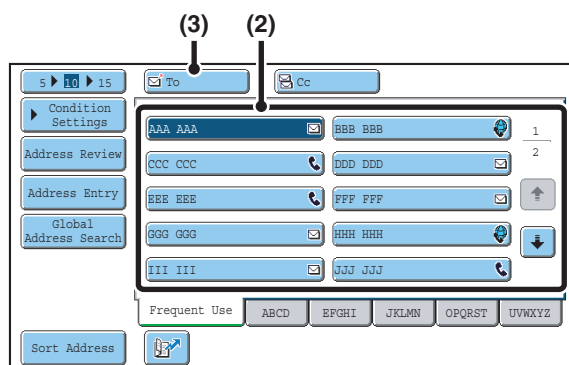 (3) (2)
5 10 15
To
Cc
Condition
Settings
AAA AAA
BBB BBB
1
2
Address Review
CCC CCC
DDD DDD
Address Entry
EEE EEE
FFF FFF
Global
Address Search
GGG GGG
HHH HHH
III III
JJJ JJJ
Frequent Use
ABCD
EFGHI
JKLMN
OPQRST
UVWXYZ
Sort Address